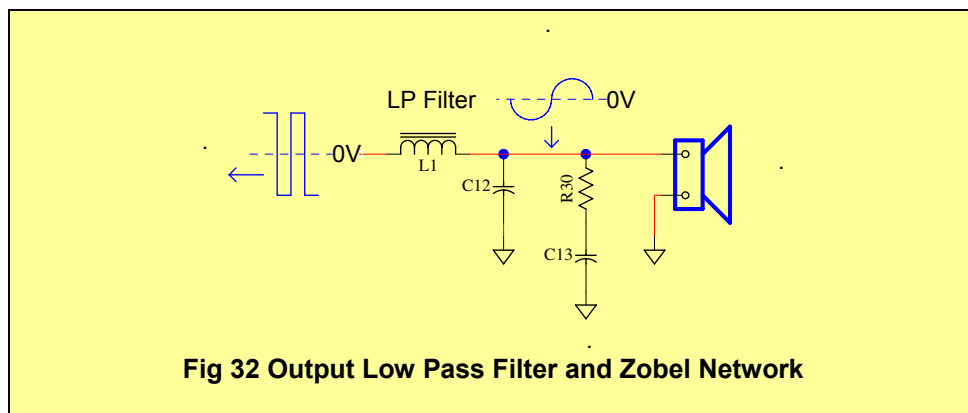 LP Filter
0V
0V
L1
C12
R30
C13
Fig 32 Output Low Pass Filter and Zobel Network